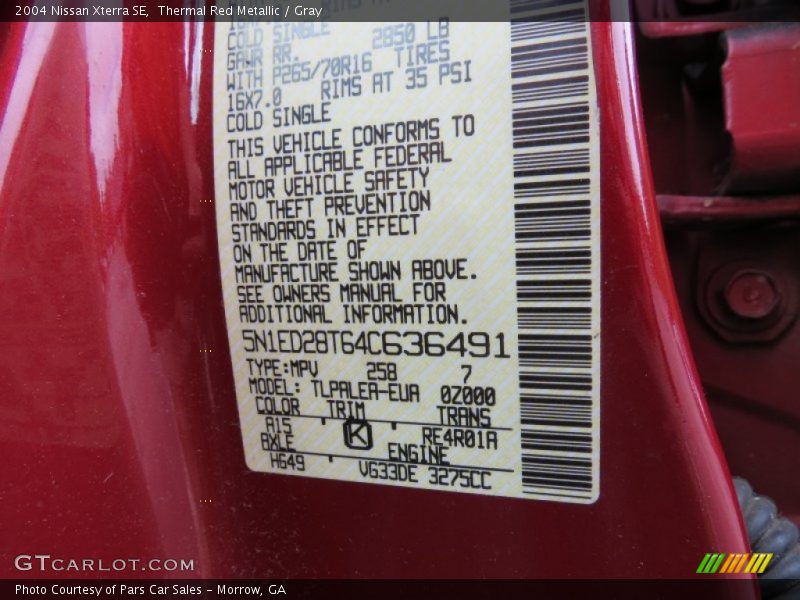 2004 Nissan Xterra SE, Thermal Red Metallic / Gray
COLD SINGLE 2850 LB
GAWR RR. TIRES
WITH P265/70R16
16X7.0 RIMS AT 35 PSI
COLD SINGLE
THIS VEHICLE CONFORMS TO
ALL APPLICABLE FEDERAL
MOTOR VEHICLE SAFETY
AND THEFT PREVENTION
STANDARDS IN EFFECT
ON THE DATE OF
MANUFACTURE SHOWN ABOVE.
SEE OWNERS MANUAL FOR
ADDITIONAL INFORMATION.
5N1ED28T64C636491
TYPE:MPV 258 7
MODEL: TLPALEA-EUA 0Z000
COLOR TRIM TRANS
A15 K RE4R01A
AXLE ENGINE
H649 VG33DE 3275CC
GTCARLOT.COM
Photo Courtesy of Pars Car Sales - Morrow, GA